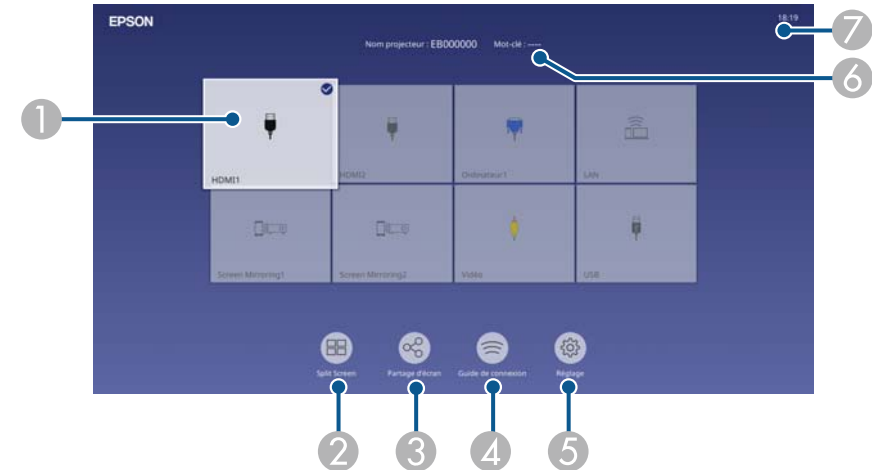 EPSON
18:19
7
Nom projecteur : EB000000 Mot-clé : ----
6
1
HDMI1
HDMI2
Ordinateur1
LAN
Screen Mirroring1
Screen Mirroring2
Vidéo
USB
Split Screen
Partage d'écran
Guide de connexion
Réglage
2
3
4
5